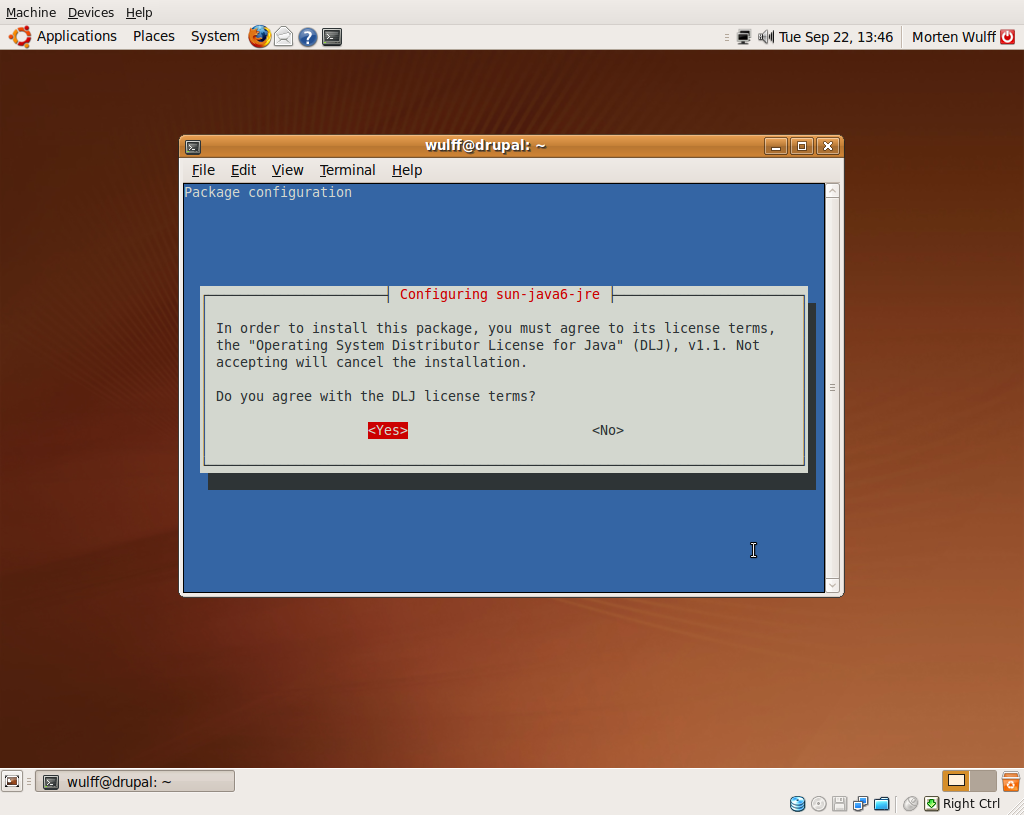 Machine Devices Help
Applications Places System Tue Sep 22, 13:46 Morten Wulff
wulff@drupal: ~
File Edit View Terminal Help
Package configuration
Configuring sun-java6-jre
In order to install this package, you must agree to its license terms,
the "Operating System Distributor License for Java" (DLJ), v1.1. Not
accepting will cancel the installation.
Do you agree with the DLJ license terms?
<Yes> <No>
wulff@drupal: ~
Right Ctrl